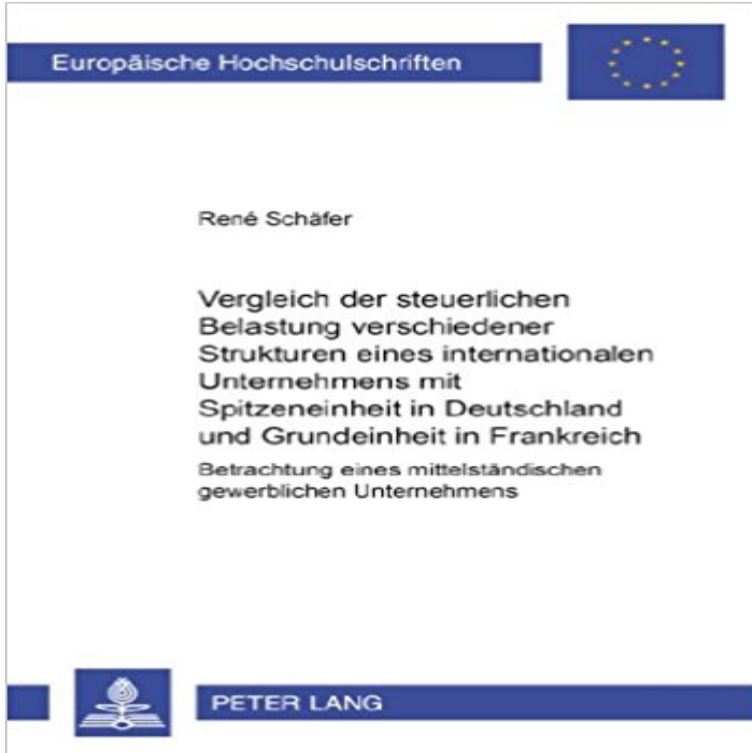 Europäische Hochschulschriften
René Schäfer
Vergleich der steuerlichen
Belastung verschiedener
Strukturen eines internationalen
Unternehmens mit
Spitzeneinheit in Deutschland
und Grundeinheit in Frankreich
Betrachtung eines mittelständischen
gewerblichen Unternehmens
PETER LANG